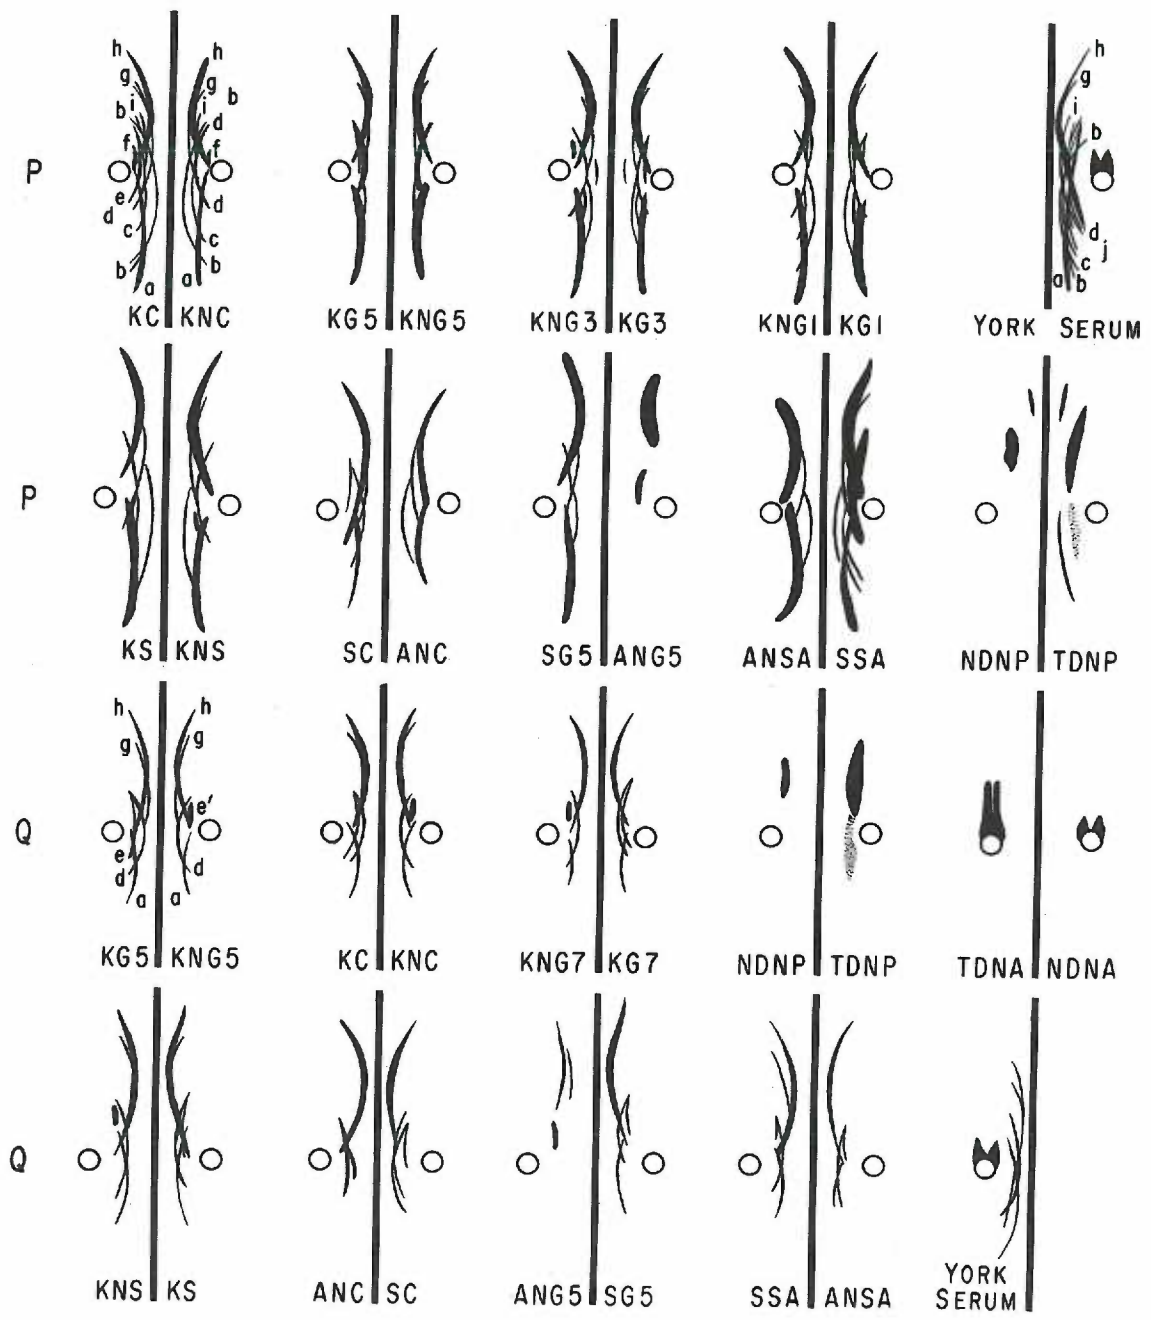 h h h
g g g
b i i b i
f d f b
P
e d d d j
d c c c
b a a b a b
KC KNC KG5 KNG5 KNG3 KG3 KNG1 KG1 YORK SERUM
P
KS KNS SC ANC SG5 ANG5 ANSA SSA NDNP TDNP
h h
g g
e'
Q
e d
d
a a
KG5 KNG5 KC KNC KNG7 KG7 NDNP TDNP TDNA NDNA
Q
KNS KS ANC SC ANG5 SG5 SSA ANSA YORK
SERUM